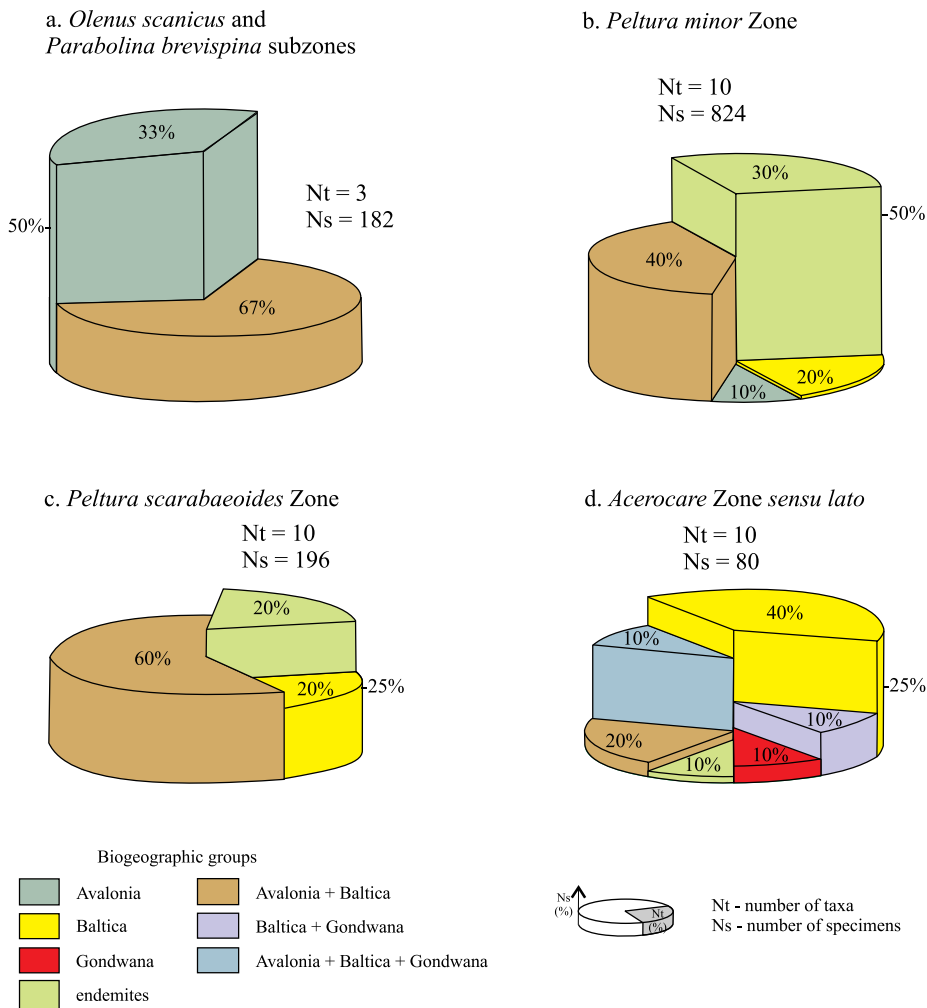 a. Olenus scanicus and
Parabolina brevispina subzones
33%
50%
Nt = 3
Ns = 182
67%
b. Peltura minor Zone
Nt = 10
Ns = 824
30%
50%
40%
20%
10%
c. Peltura scarabaeoides Zone
Nt = 10
Ns = 196
20%
60%
20%
25%
d. Acerocare Zone sensu lato
Nt = 10
Ns = 80
40%
10%
25%
10%
20%
10%
10%
Biogeographic groups
Avalonia
Baltica
Gondwana
endemites
Avalonia + Baltica
Baltica + Gondwana
Avalonia + Baltica + Gondwana
Ns
(%)
Nt
(%)
Nt - number of taxa
Ns - number of specimens